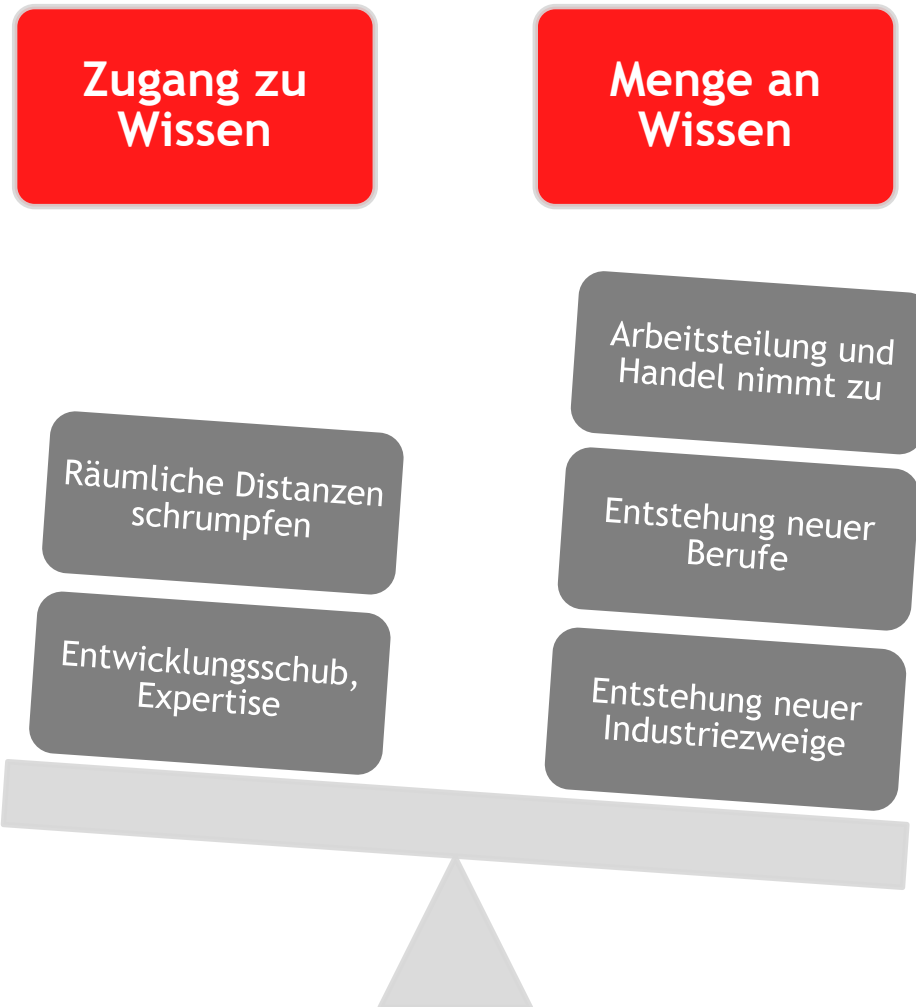 Zugang zu
Wissen
Menge an
Wissen
Räumliche Distanzen
schrumpfen
Entwicklungsschub,
Expertise
Arbeitsteilung und
Handel nimmt zu
Entstehung neuer
Berufe
Entstehung neuer
Industriezweige